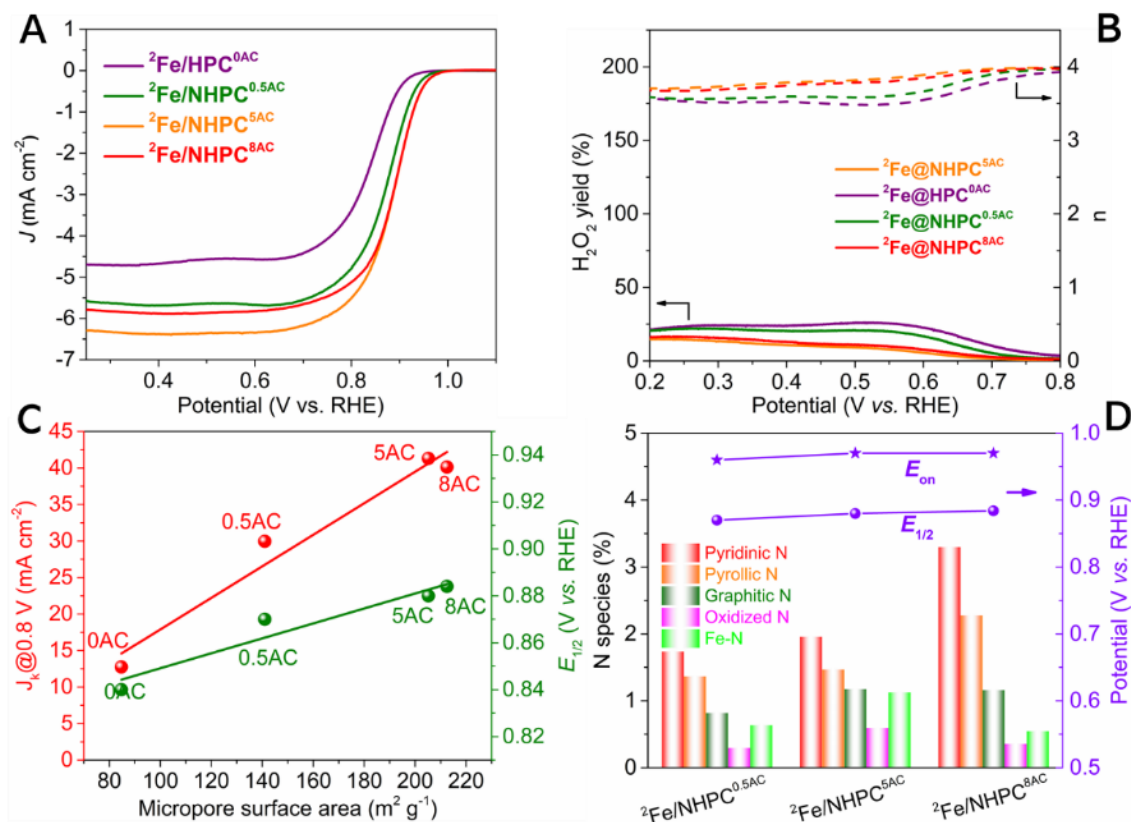 A
1
0
-1
-2
-3
-4
-5
-6
-7
J (mA cm⁻²)
²Fe/HPC⁰ᴬᶜ
²Fe/NHPC⁰·⁵ᴬᶜ
²Fe/NHPC⁵ᴬᶜ
²Fe/NHPC⁸ᴬᶜ
0.4 0.6 0.8 1.0
Potential (V vs. RHE)
B
200
175
150
125
100
75
50
25
0
H₂O₂ yield (%)
4
3
2
1
0
n
²Fe@NHPC⁵ᴬᶜ
²Fe@HPC⁰ᴬᶜ
²Fe@NHPC⁰·⁵ᴬᶜ
²Fe@NHPC⁸ᴬᶜ
0.2 0.3 0.4 0.5 0.6 0.7 0.8
Potential (V vs. RHE)
C
45
40
35
30
25
20
15
10
5
0
Jₖ@0.8 V (mA cm⁻²)
0.94
0.92
0.90
0.88
0.86
0.84
0.82
E₁/₂ (V vs. RHE)
5AC
8AC
0.5AC
0AC
5AC
8AC
0.5AC
0AC
80 100 120 140 160 180 200 220
Micropore surface area (m² g⁻¹)
D
5
4
3
2
1
0
N species (%)
1.0
0.9
0.8
0.7
0.6
0.5
Potential (V vs. RHE)
Eₒₙ
E₁/₂
Pyridinic N
Pyrollic N
Graphitic N
Oxidized N
Fe-N
²Fe/NHPC⁰·⁵ᴬᶜ
²Fe/NHPC⁵ᴬᶜ
²Fe/NHPC⁸ᴬᶜ